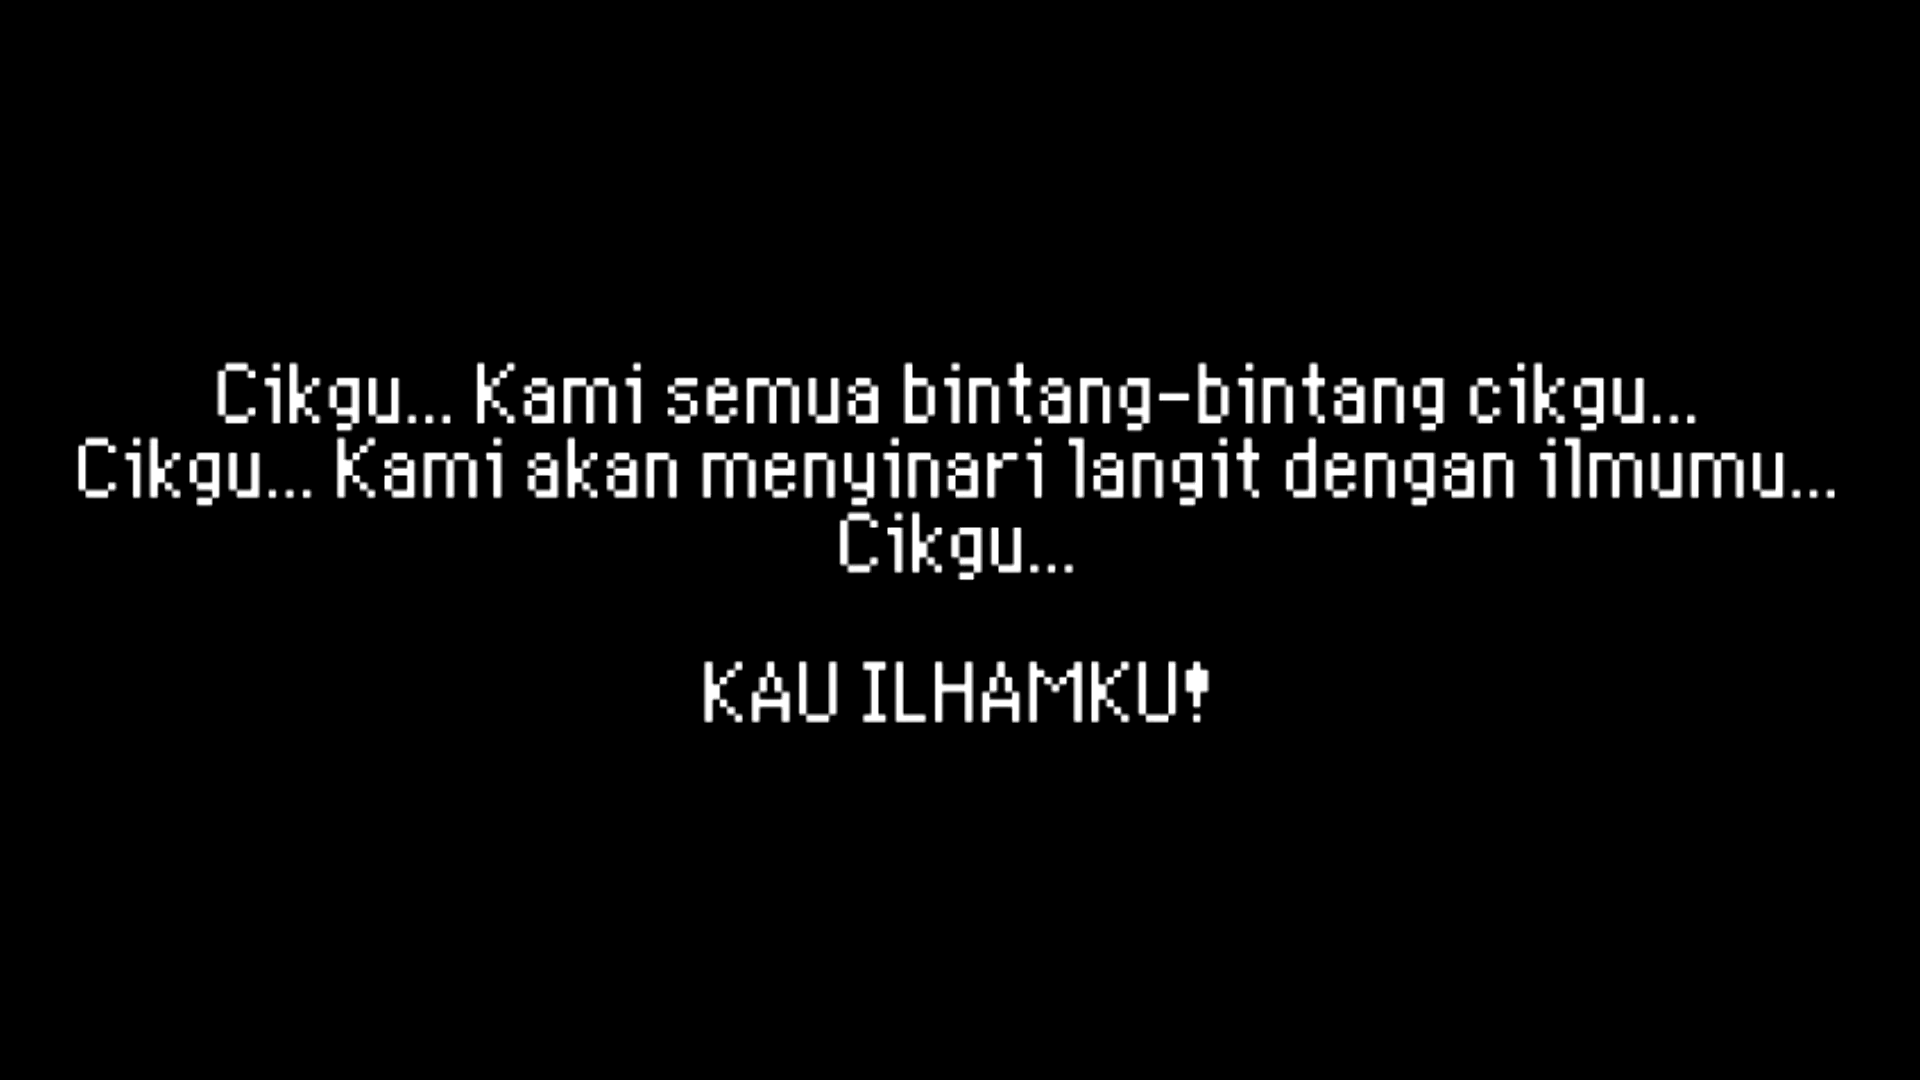 Cikgu... Kami semua bintang-bintang cikgu...
Cikgu... Kami akan menyinari langit dengan ilmumu...
Cikgu...
KAU ILHAMKU!